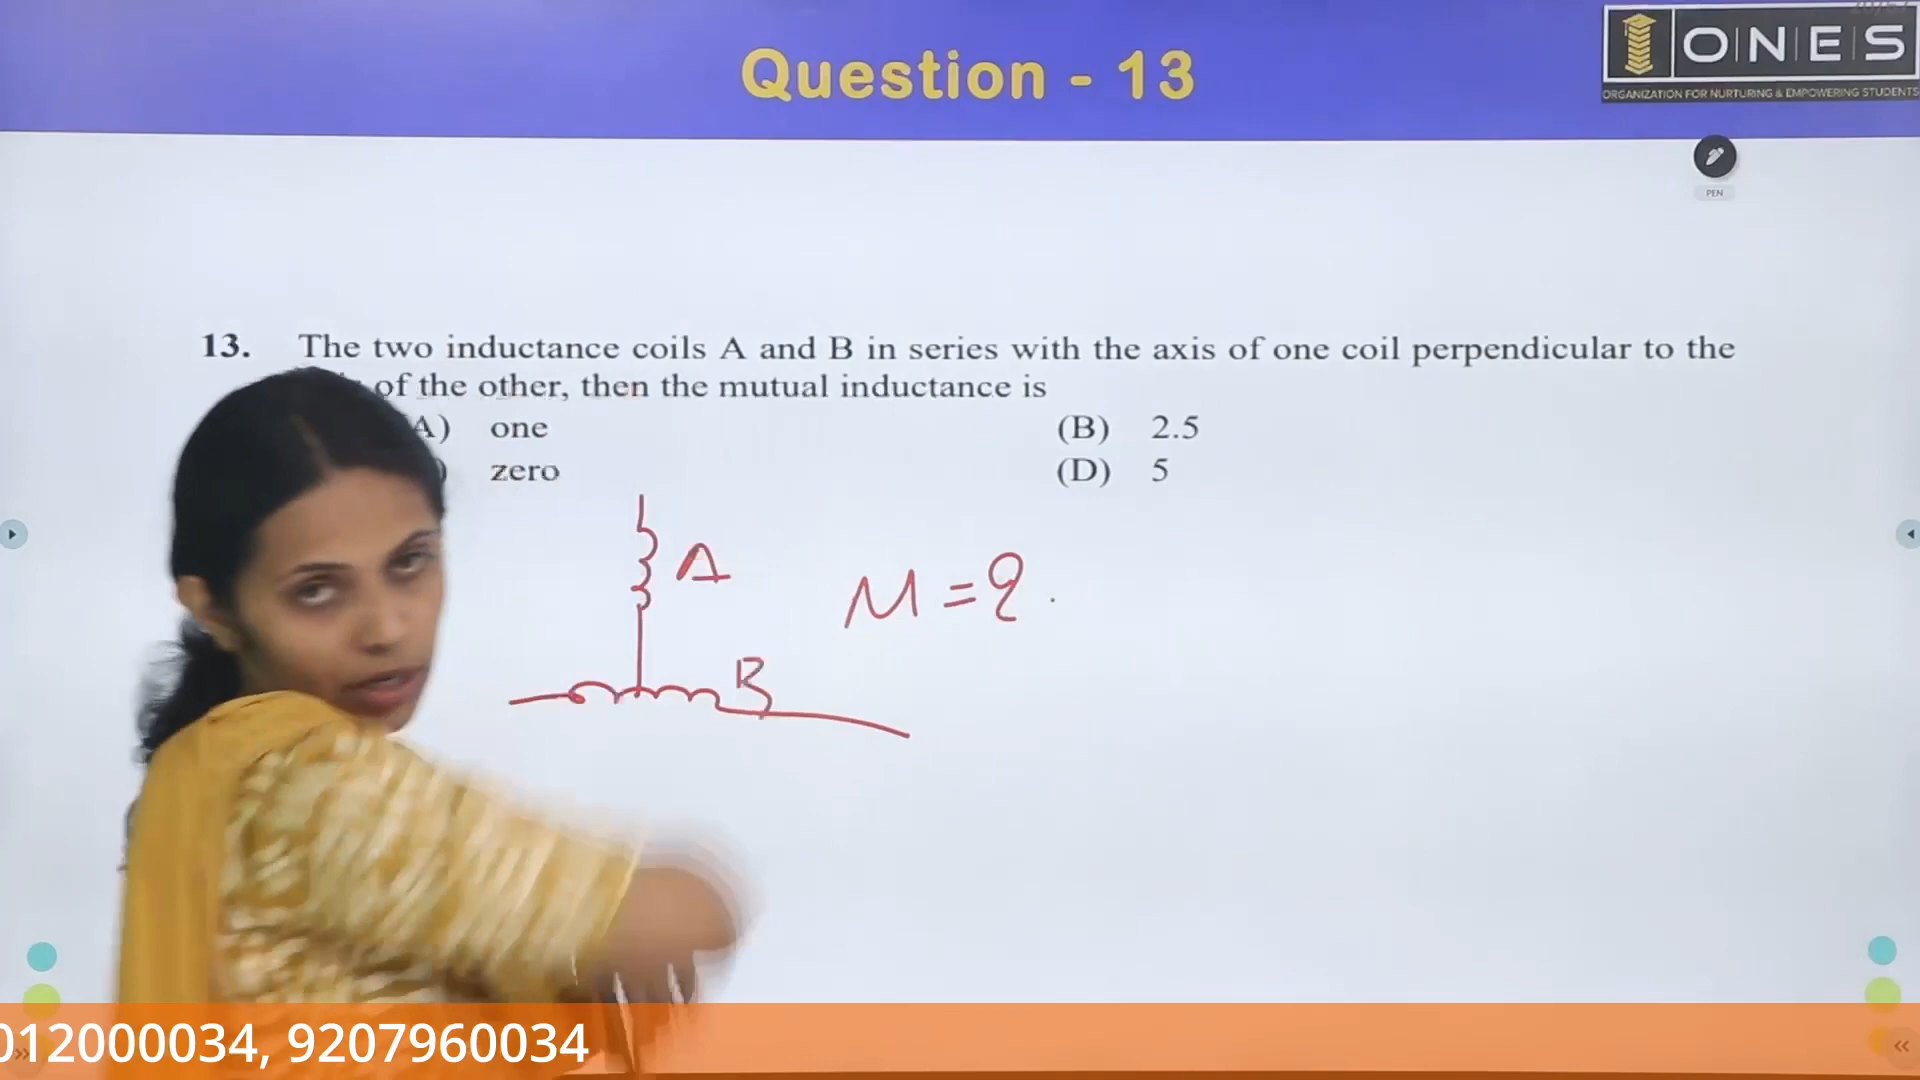 Question - 13
ONES
ORGANIZATION FOR NURTURING & EMPOWERING STUDENTS
PEN
13. The two inductance coils A and B in series with the axis of one coil perpendicular to the
of the other, then the mutual inductance is
A) one (B) 2.5
) zero (D) 5
A
M = ?
B
012000034, 9207960034